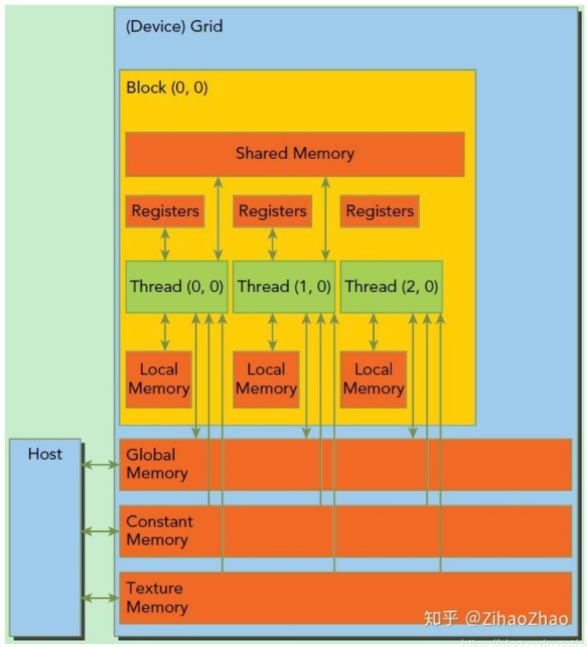 (Device) Grid
Block (0, 0)
Shared Memory
Registers
Registers
Registers
Thread (0, 0)
Thread (1, 0)
Thread (2, 0)
Local
Memory
Local
Memory
Local
Memory
Host
Global
Memory
Constant
Memory
Texture
Memory
知乎 @ZihaoZhao